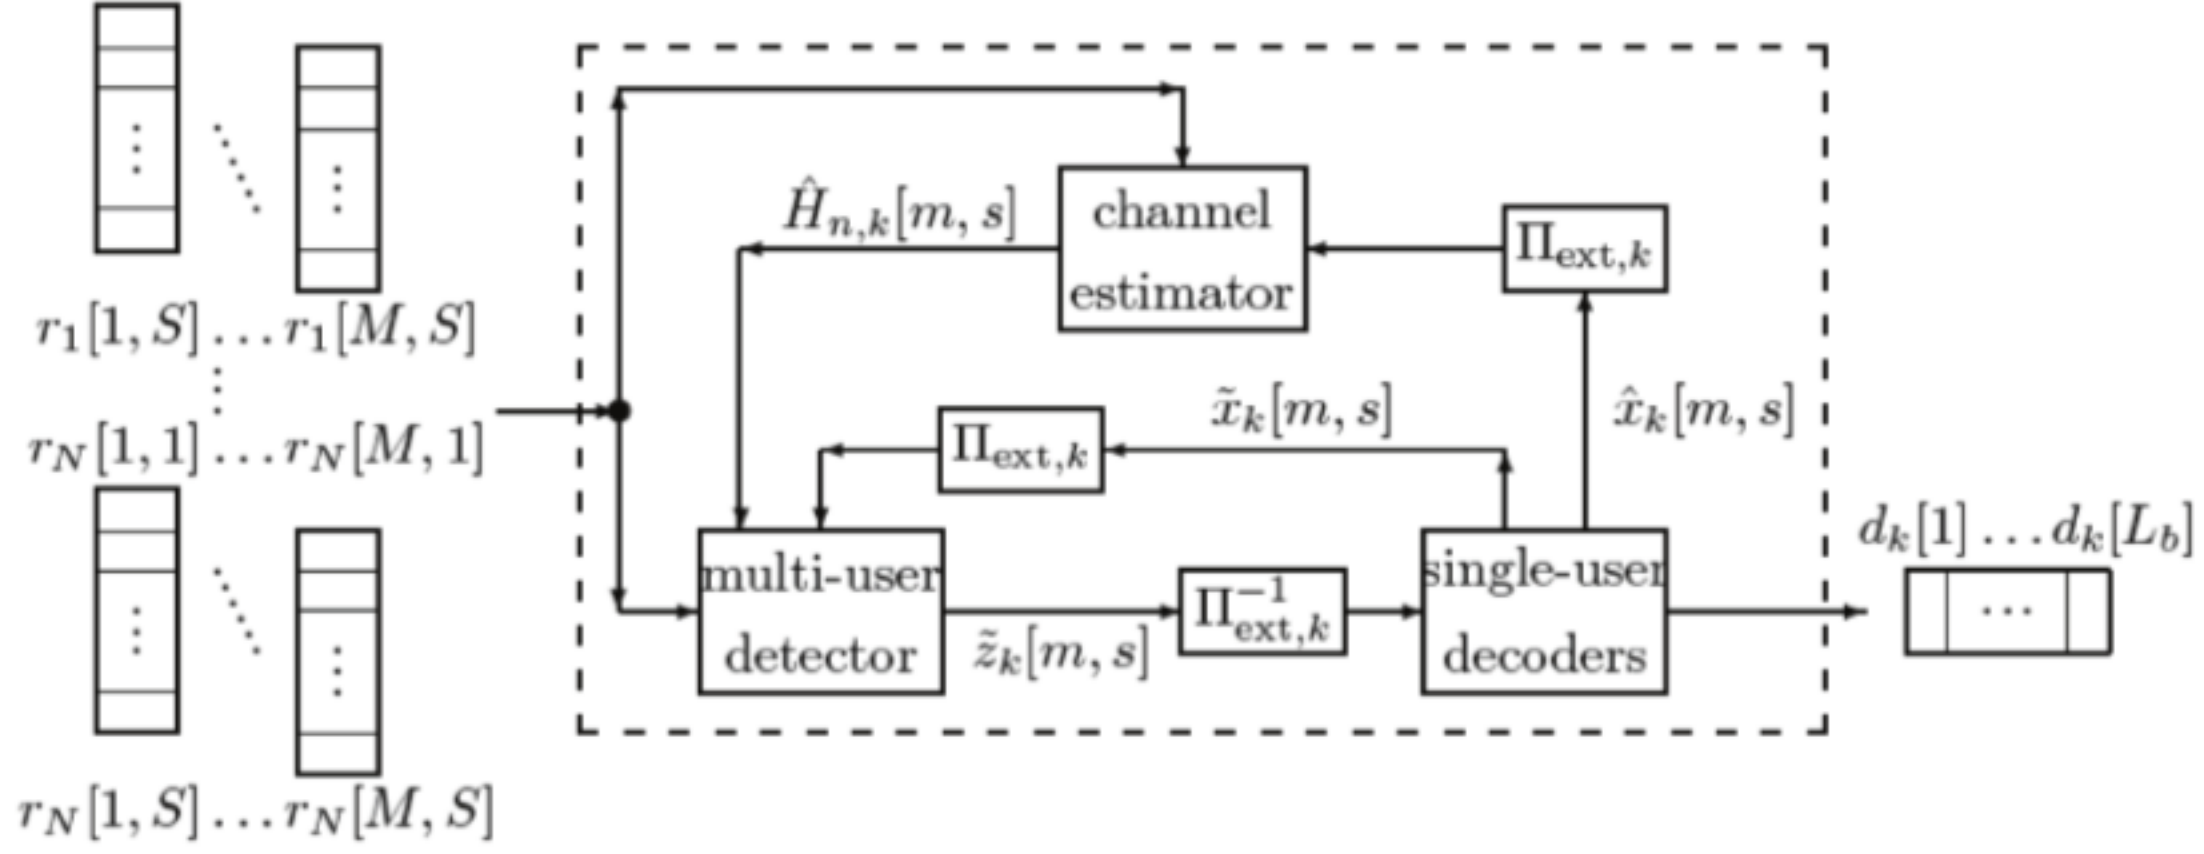 r_1[1, S] ... r_1[M, S]
⋮
r_N[1, 1] ... r_N[M, 1]
r_N[1, S] ... r_N[M, S]
Ĥ_{n,k}[m, s]
channel
estimator
Π_{ext,k}
x̃_k[m, s]
x̂_k[m, s]
Π_{ext,k}
multi-user
detector
z̃̃_k[m, s]
Π^{-1}_{ext,k}
single-user
decoders
d_k[1] ... d_k[L_b]